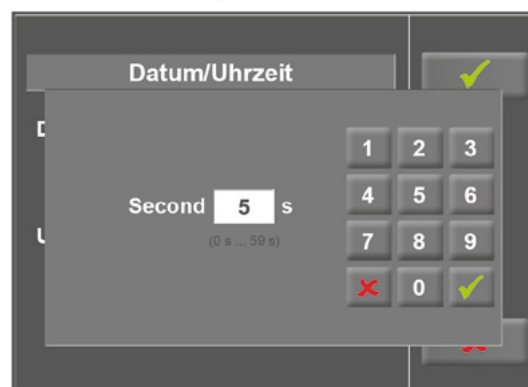 Datum/Uhrzeit
D
1 2 3
4 5 6
Second 5 s
(0 s ... 59 s)
U
7 8 9
0